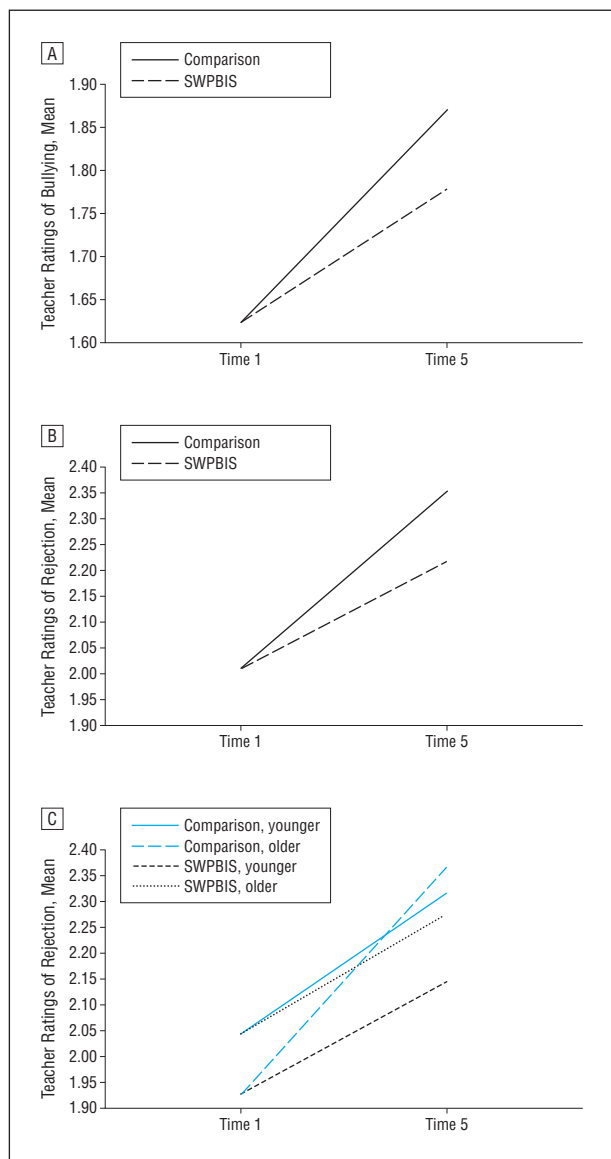 A
Comparison
SWPBIS
1.90
1.85
1.80
1.75
1.70
1.65
1.60
Teacher Ratings of Bullying, Mean
Time 1 Time 5
B
Comparison
SWPBIS
2.40
2.35
2.30
2.25
2.20
2.15
2.10
2.05
2.00
1.95
1.90
Teacher Ratings of Rejection, Mean
Time 1 Time 5
C
Comparison, younger
Comparison, older
SWPBIS, younger
SWPBIS, older
2.40
2.35
2.30
2.25
2.20
2.15
2.10
2.05
2.00
1.95
1.90
Teacher Ratings of Rejection, Mean
Time 1 Time 5